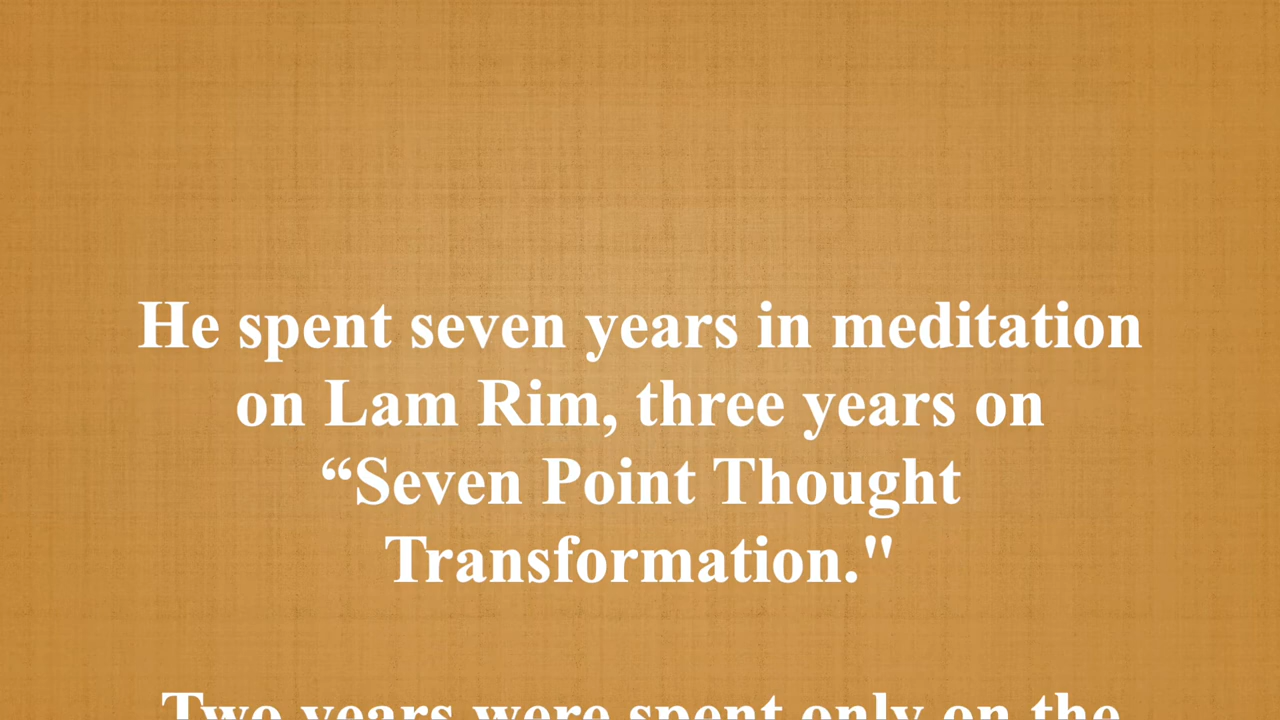 He spent seven years in meditation
on Lam Rim, three years on
“Seven Point Thought
Transformation."
Two years were spent only on the